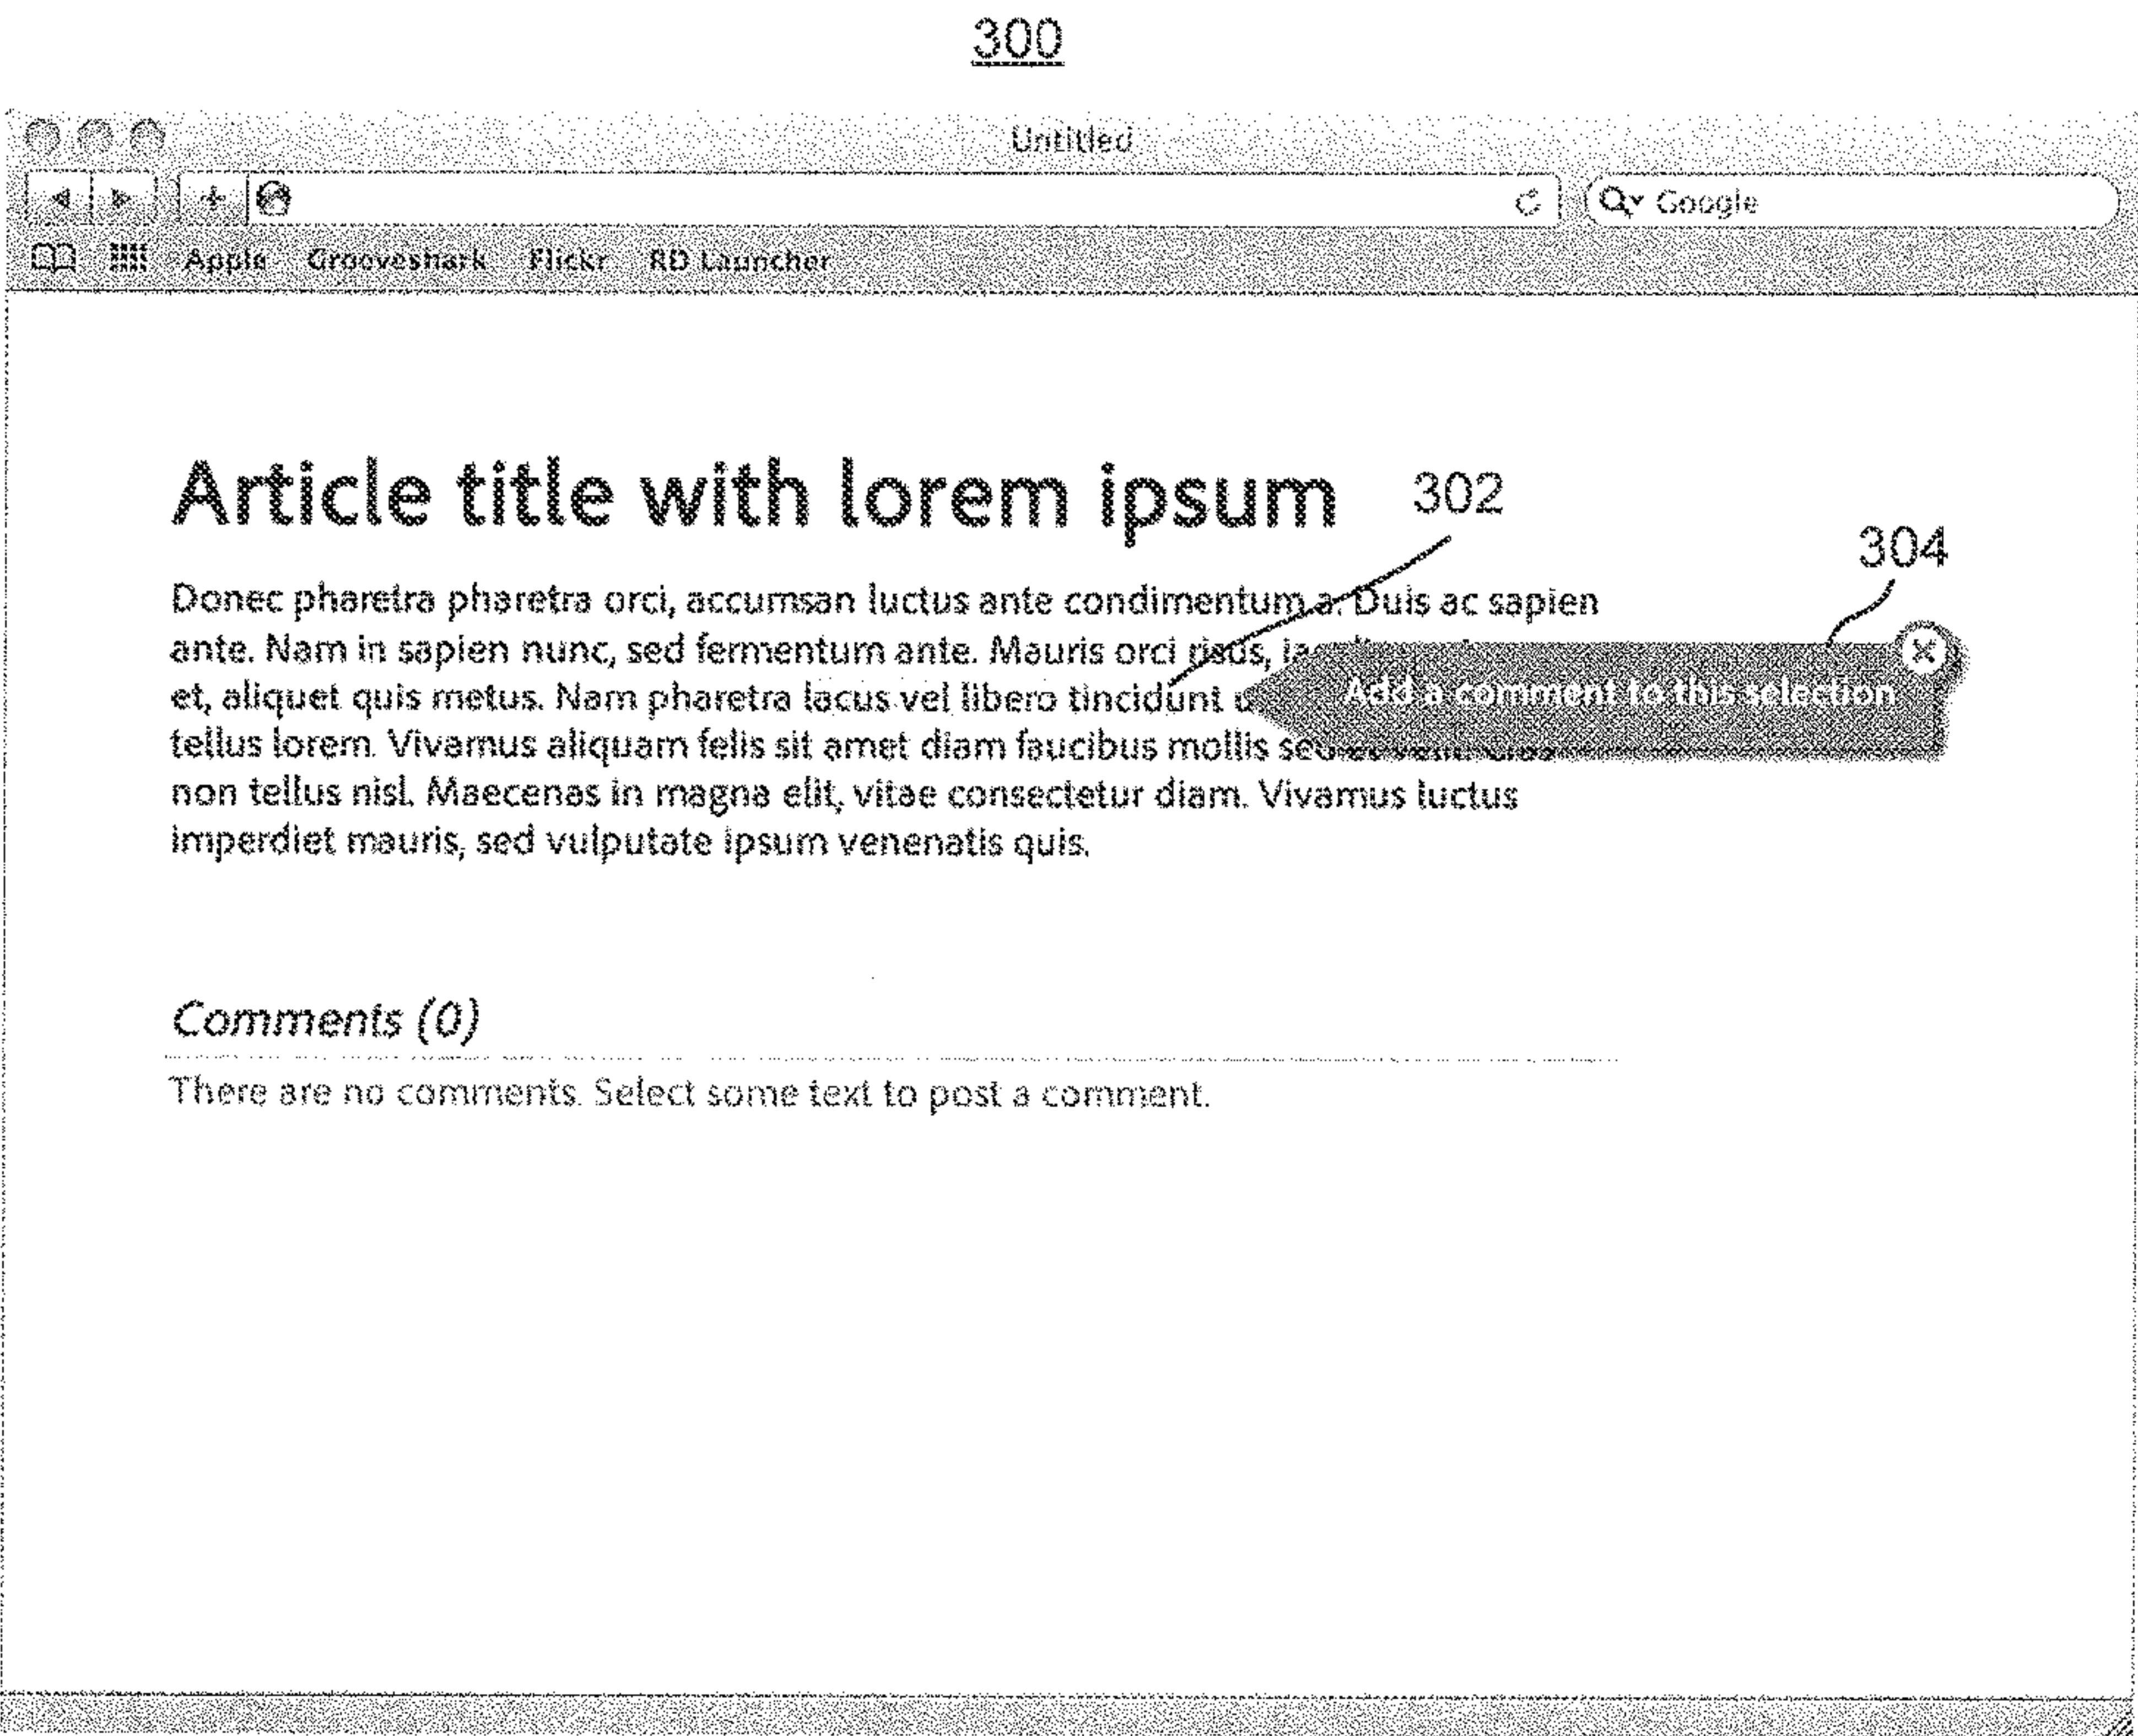 300
Untitled
Google
Apple Grooveshark Flickr RD Launcher
Article title with lorem ipsum
302
304
Donec pharetra pharetra orci, accumsan luctus ante condimentum a. Duis ac sapien
ante. Nam in sapien nunc, sed fermentum ante. Mauris orci risus,
et, aliquet quis metus. Nam pharetra lacus vel libero tincidunt
Add a comment to this selection
tellus lorem. Vivamus aliquam felis sit amet diam faucibus mollis
non tellus nisl. Maecenas in magna elit, vitae consectetur diam. Vivamus luctus
imperdiet mauris, sed vulputate ipsum venenatis quis.
Comments (0)
There are no comments. Select some text to post a comment.